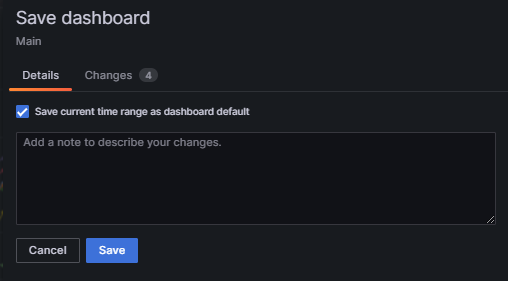 Save dashboard
Main
Details Changes 4
Save current time range as dashboard default
Add a note to describe your changes.
Cancel Save